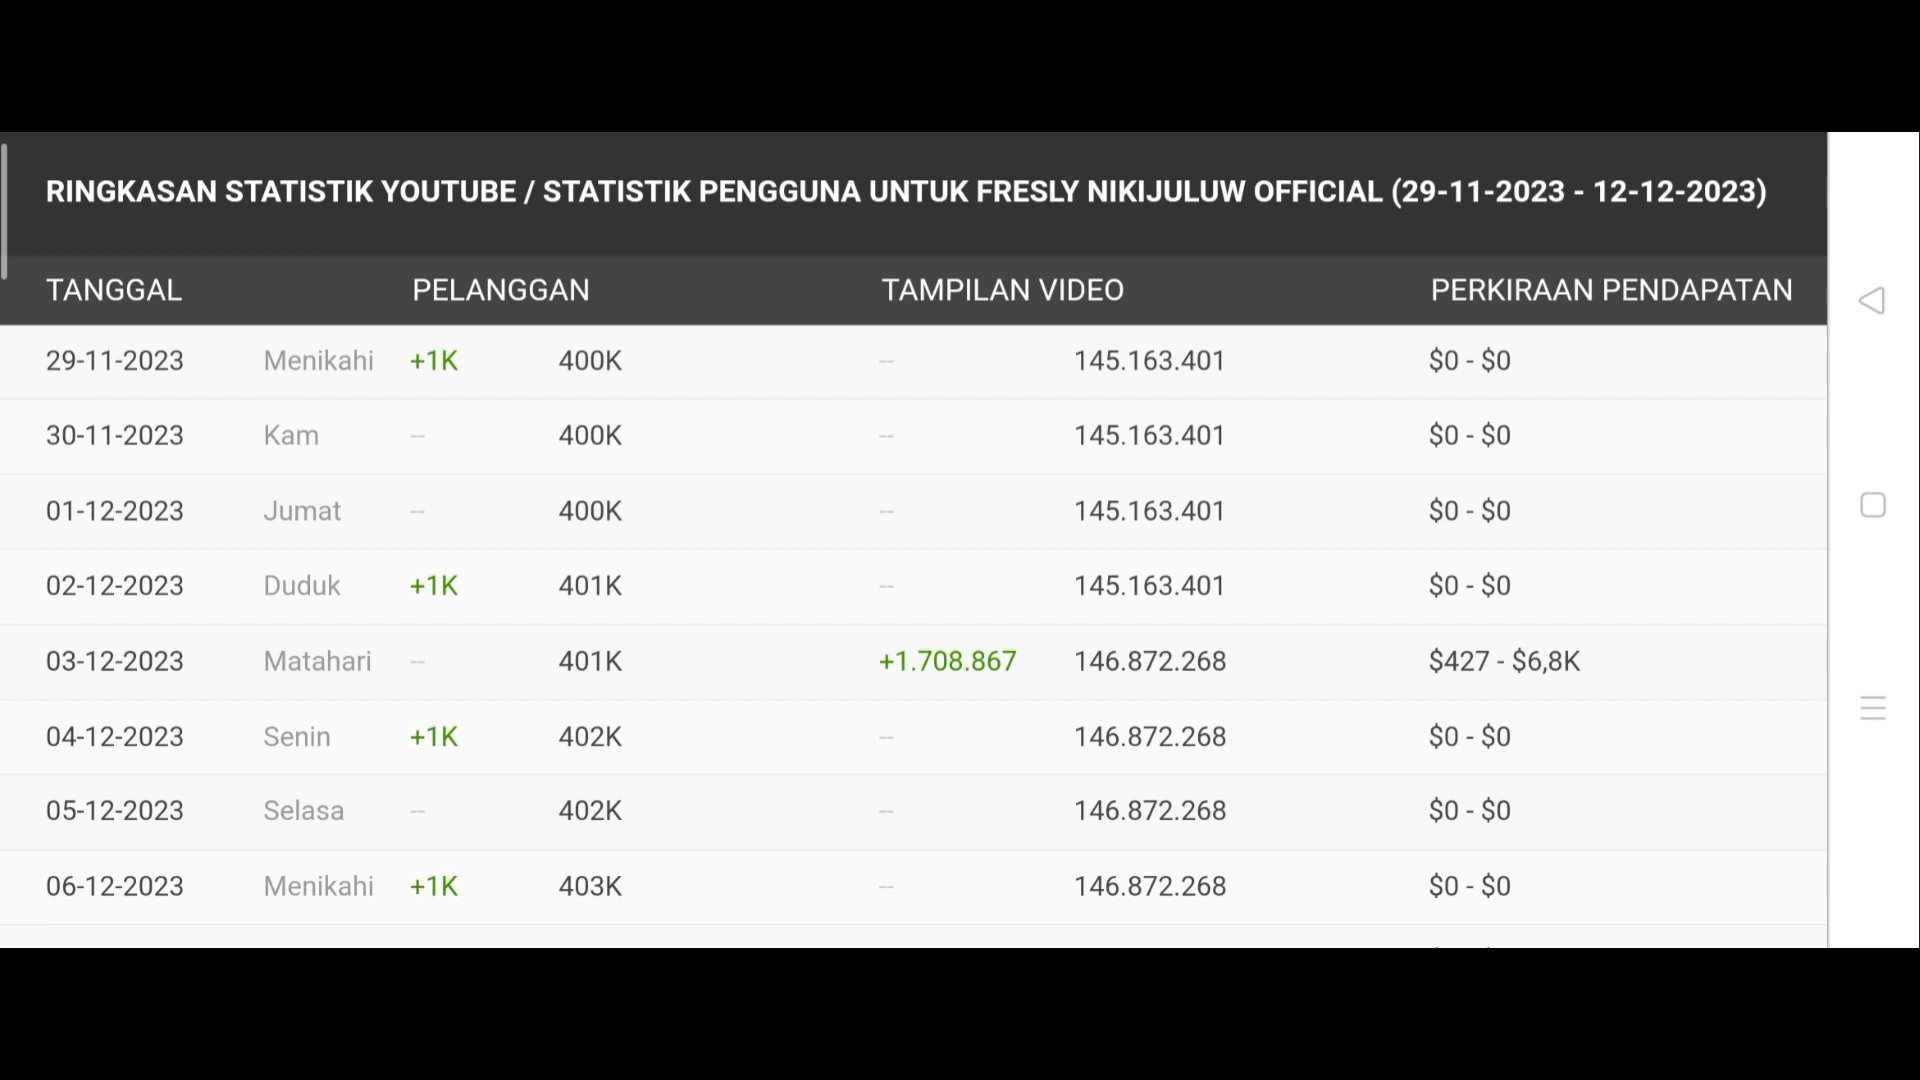 RINGKASAN STATISTIK YOUTUBE / STATISTIK PENGGUNA UNTUK FRESLY NIKIJULUW OFFICIAL (29-11-2023 - 12-12-2023)
TANGGAL PELANGGAN TAMPILAN VIDEO PERKIRAAN PENDAPATAN
29-11-2023 Menikahi +1K 400K -- 145.163.401 $0 - $0
30-11-2023 Kam -- 400K -- 145.163.401 $0 - $0
01-12-2023 Jumat -- 400K -- 145.163.401 $0 - $0
02-12-2023 Duduk +1K 401K -- 145.163.401 $0 - $0
03-12-2023 Matahari -- 401K +1.708.867 146.872.268 $427 - $6,8K
04-12-2023 Senin +1K 402K -- 146.872.268 $0 - $0
05-12-2023 Selasa -- 402K -- 146.872.268 $0 - $0
06-12-2023 Menikahi +1K 403K -- 146.872.268 $0 - $0